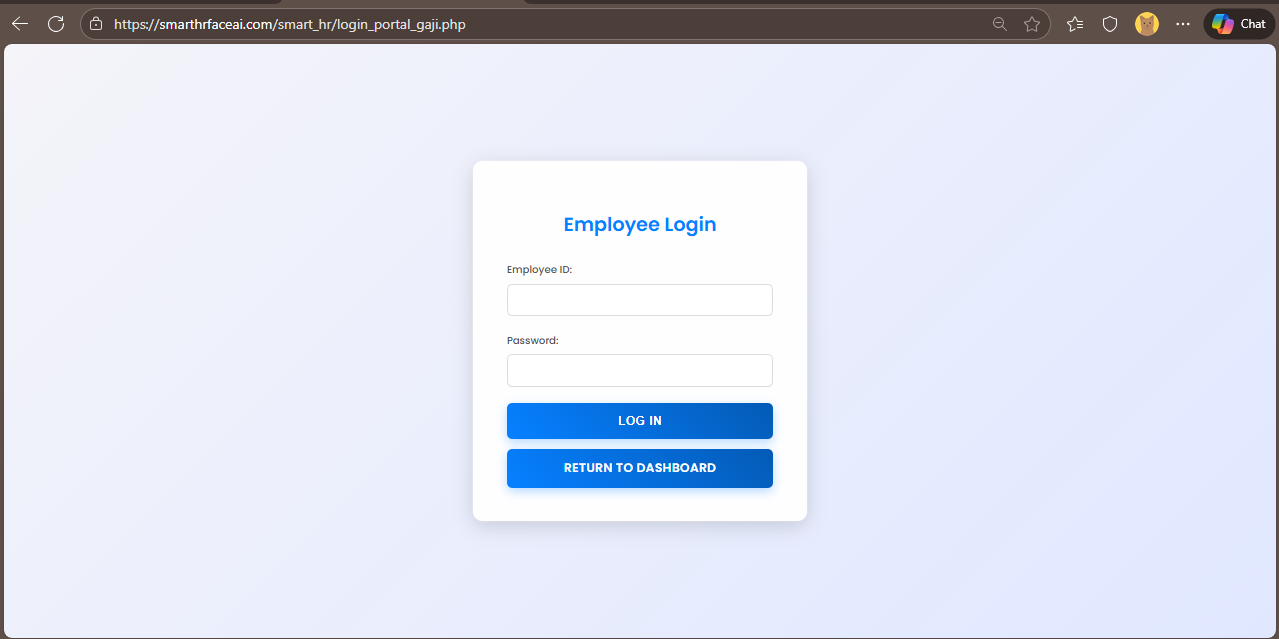 https://smarthrfaceai.com/smart_hr/login_portal_gaji.php
Chat
Employee Login
Employee ID:
Password:
LOG IN
RETURN TO DASHBOARD